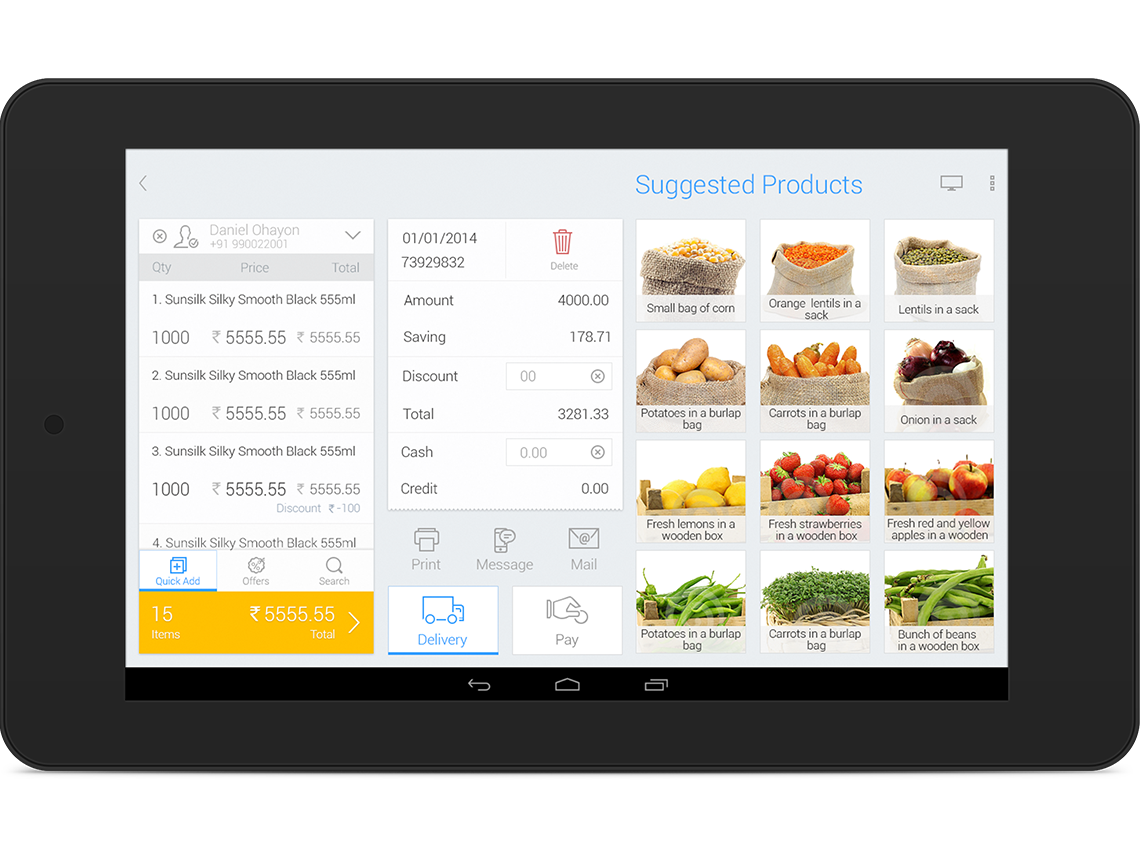 Suggested Products
Daniel Ohayon
+91 990022001
Qty Price Total
1. Sunsilk Silky Smooth Black 555ml
1000 ₹ 5555.55 ₹ 5555.55
2. Sunsilk Silky Smooth Black 555ml
1000 ₹ 5555.55 ₹ 5555.55
3. Sunsilk Silky Smooth Black 555ml
1000 ₹ 5555.55 ₹ 5555.55
Discount ₹ -100
4. Sunsilk Silky Smooth Black 555ml
Quick Add Offers Search
15 ₹ 5555.55
Items Total
01/01/2014
73929832
Delete
Amount 4000.00
Saving 178.71
Discount 00
Total 3281.33
Cash 0.00
Credit 0.00
Print Message Mail
Delivery Pay
Small bag of corn
Orange lentils in a
sack
Lentils in a sack
Potatoes in a burlap
bag
Carrots in a burlap
bag
Onion in a sack
Fresh lemons in a
wooden box
Fresh strawberries
in a wooden box
Fresh red and yellow
apples in a wooden
Potatoes in a burlap
bag
Carrots in a burlap
bag
Bunch of beans
in a wooden box